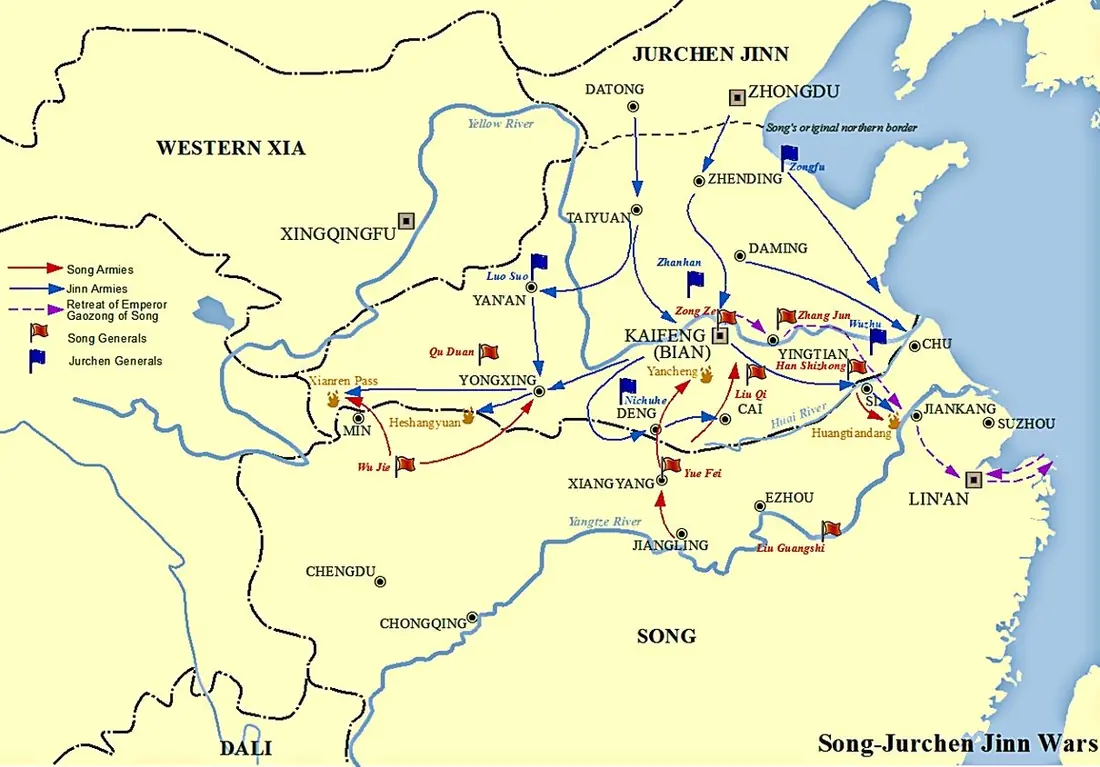 JURCHEN JINN
DATONG
ZHONGDU
Yellow River
Song's original northern border
WESTERN XIA
Zongfu
ZHENDING
TAIYUAN
XINGQINGFU
DAMING
Song Armies
Jinn Armies
Retreat of Emperor
Gaozong of Song
Song Generals
Jurchen Generals
Luo Suo
YAN'AN
Zhanhan
Zong Ze
Zhang Jun
Wuzhu
KAIFENG
(BIAN)
CHU
Qu Duan
YINGTIAN
Han Shizhong
Yancheng
Xianren Pass
YONGXING
Nichuhe
Liu Qi
SI
MIN
Heshangyuan
DENG
CAI
Huai River
JIANKANG
SUZHOU
Huangtiandang
Wu Jie
Yue Fei
XIANGYANG
EZHOU
LIN'AN
Yangtze River
JIANGLING
Liu Guangshi
CHENGDU
CHONGQING
SONG
DALI
Song-Jurchen Jinn Wars